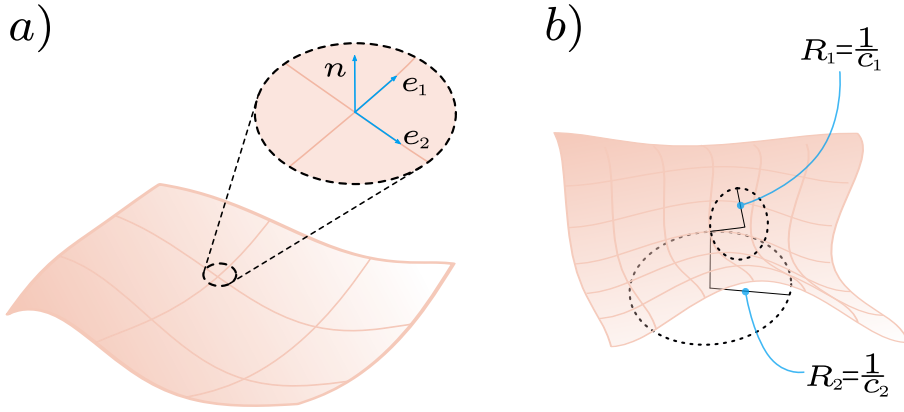 a)
n
e₁
e₂
b)
R₁=1/c₁
R₂=1/c₂